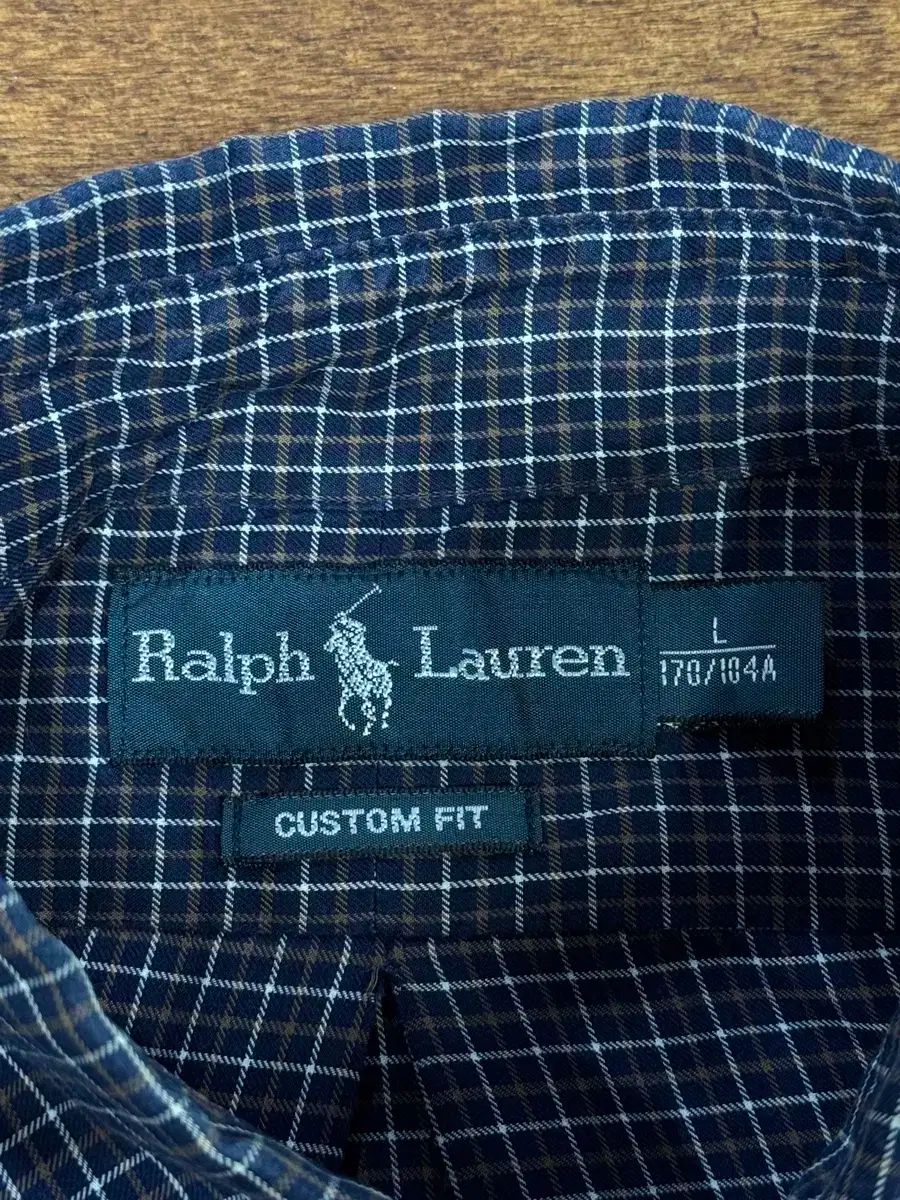 Ralph Lauren
L
170/104A
CUSTOM FIT